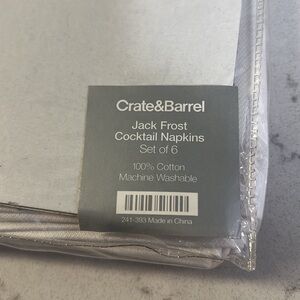 Crate&Barrel
Jack Frost
Cocktail Napkins
Set of 6
100% Cotton
Machine Washable
241-393 Made in China